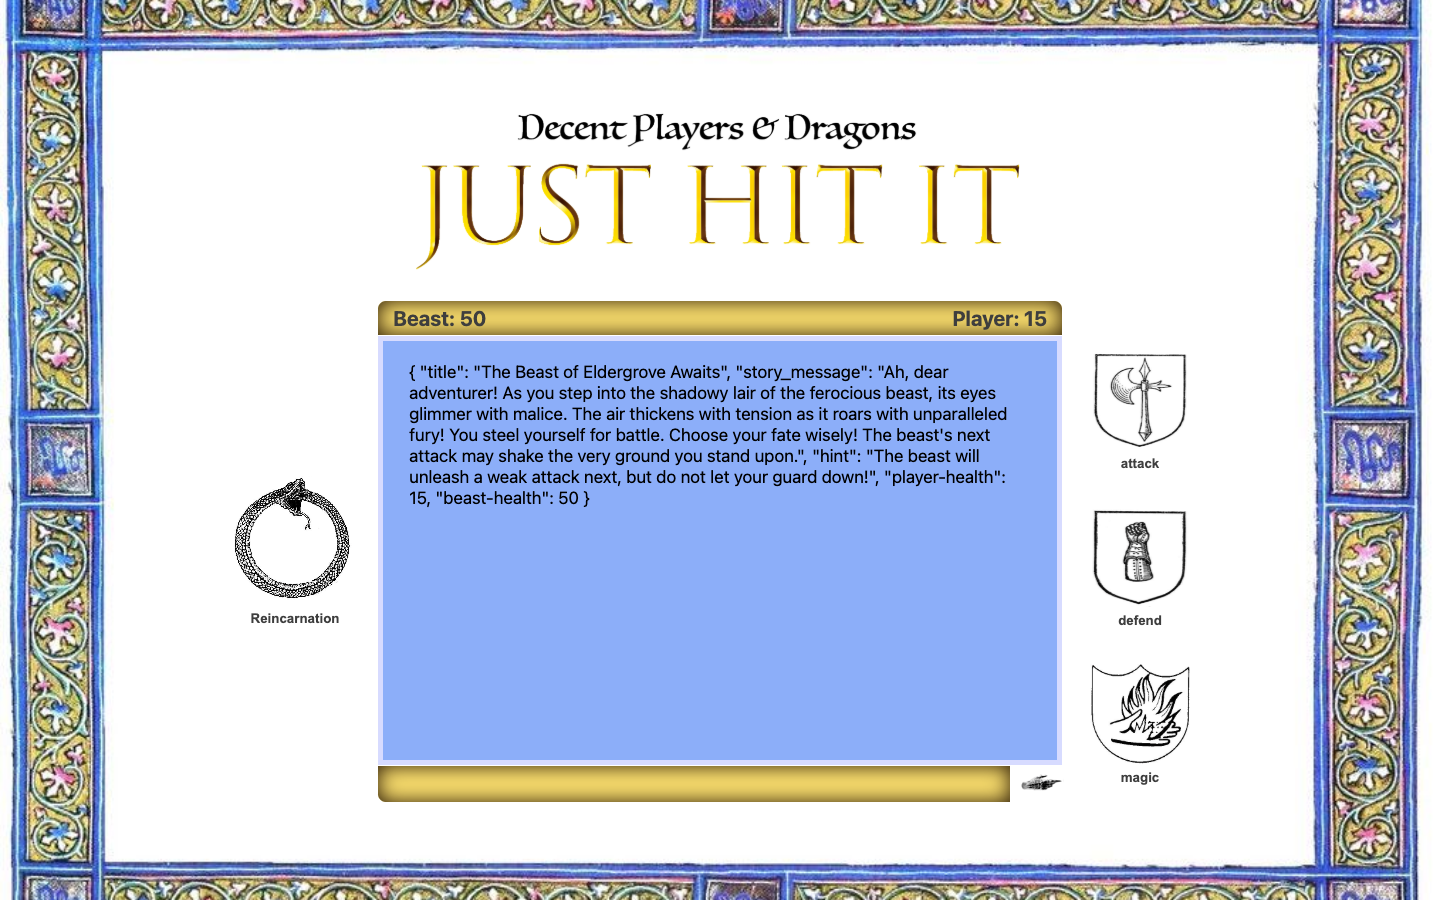 Decent Players & Dragons
JUST HIT IT
Beast: 50
Player: 15
{ "title": "The Beast of Eldergrove Awaits", "story_message": "Ah, dear
adventurer! As you step into the shadowy lair of the ferocious beast, its eyes
glimmer with malice. The air thickens with tension as it roars with unparalleled
fury! You steel yourself for battle. Choose your fate wisely! The beast's next
attack may shake the very ground you stand upon.", "hint": "The beast will
unleash a weak attack next, but do not let your guard down!", "player-health":
15, "beast-health": 50 }
Reincarnation
attack
defend
magic